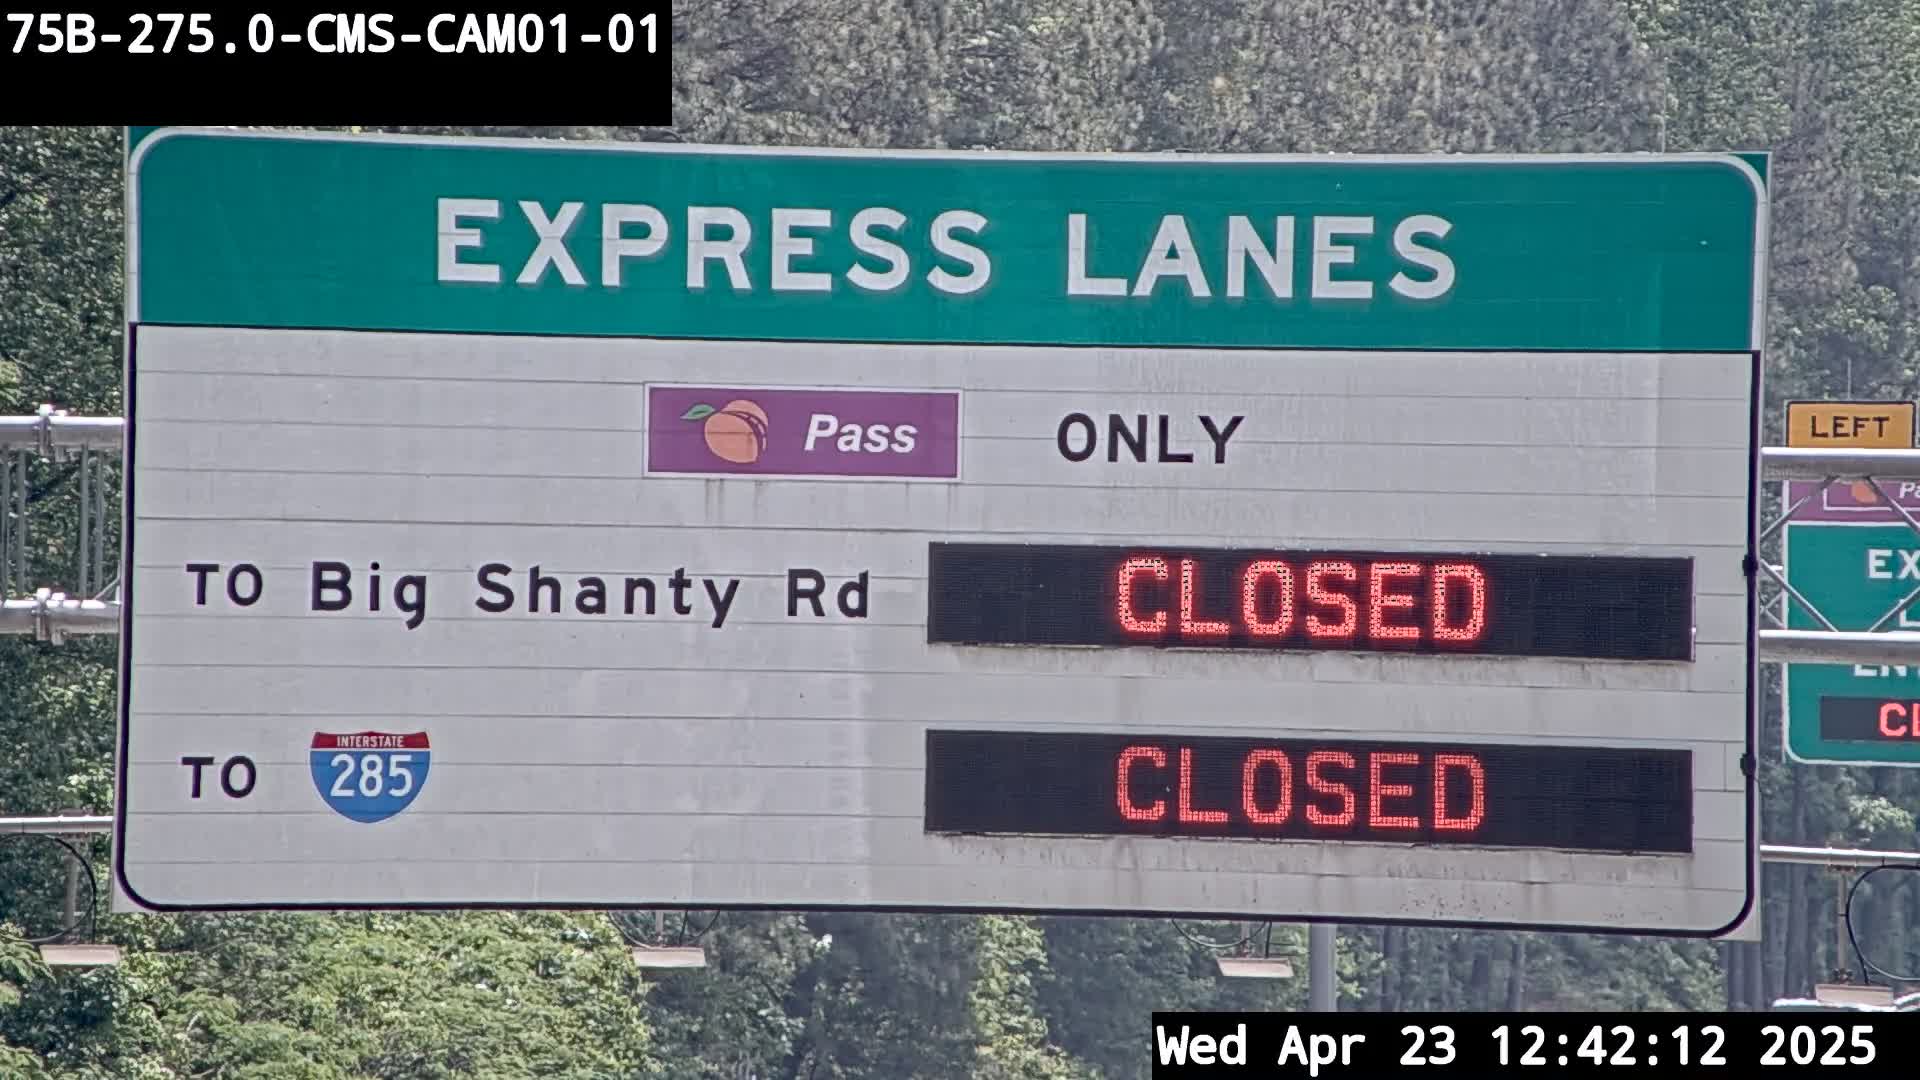 75B-275.0-CMS-CAM01-01
EXPRESS LANES
Pass ONLY
TO Big Shanty Rd CLOSED
TO INTERSTATE 285 CLOSED
LEFT
Wed Apr 23 12:42:12 2025